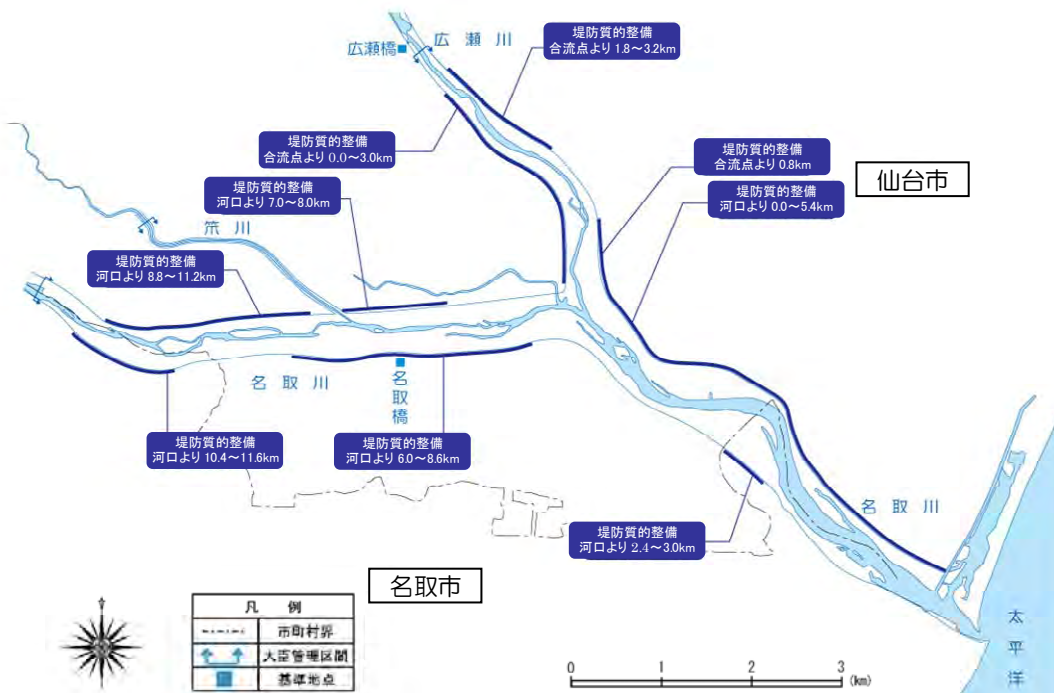 広瀬川
広瀬橋
堤防質的整備
合流点より 1.8～3.2km
堤防質的整備
合流点より 0.0～3.0km
堤防質的整備
合流点より 0.8km
仙台市
堤防質的整備
河口より 7.0～8.0km
堤防質的整備
河口より 0.0～5.4km
笊川
堤防質的整備
河口より 8.8～11.2km
名取川
名取橋
堤防質的整備
河口より 10.4～11.6km
堤防質的整備
河口より 6.0～8.6km
名取川
堤防質的整備
河口より 2.4～3.0km
名取市
凡 例
市町村界
大臣管理区間
基準地点
0 1 2 3
(km)
太平洋